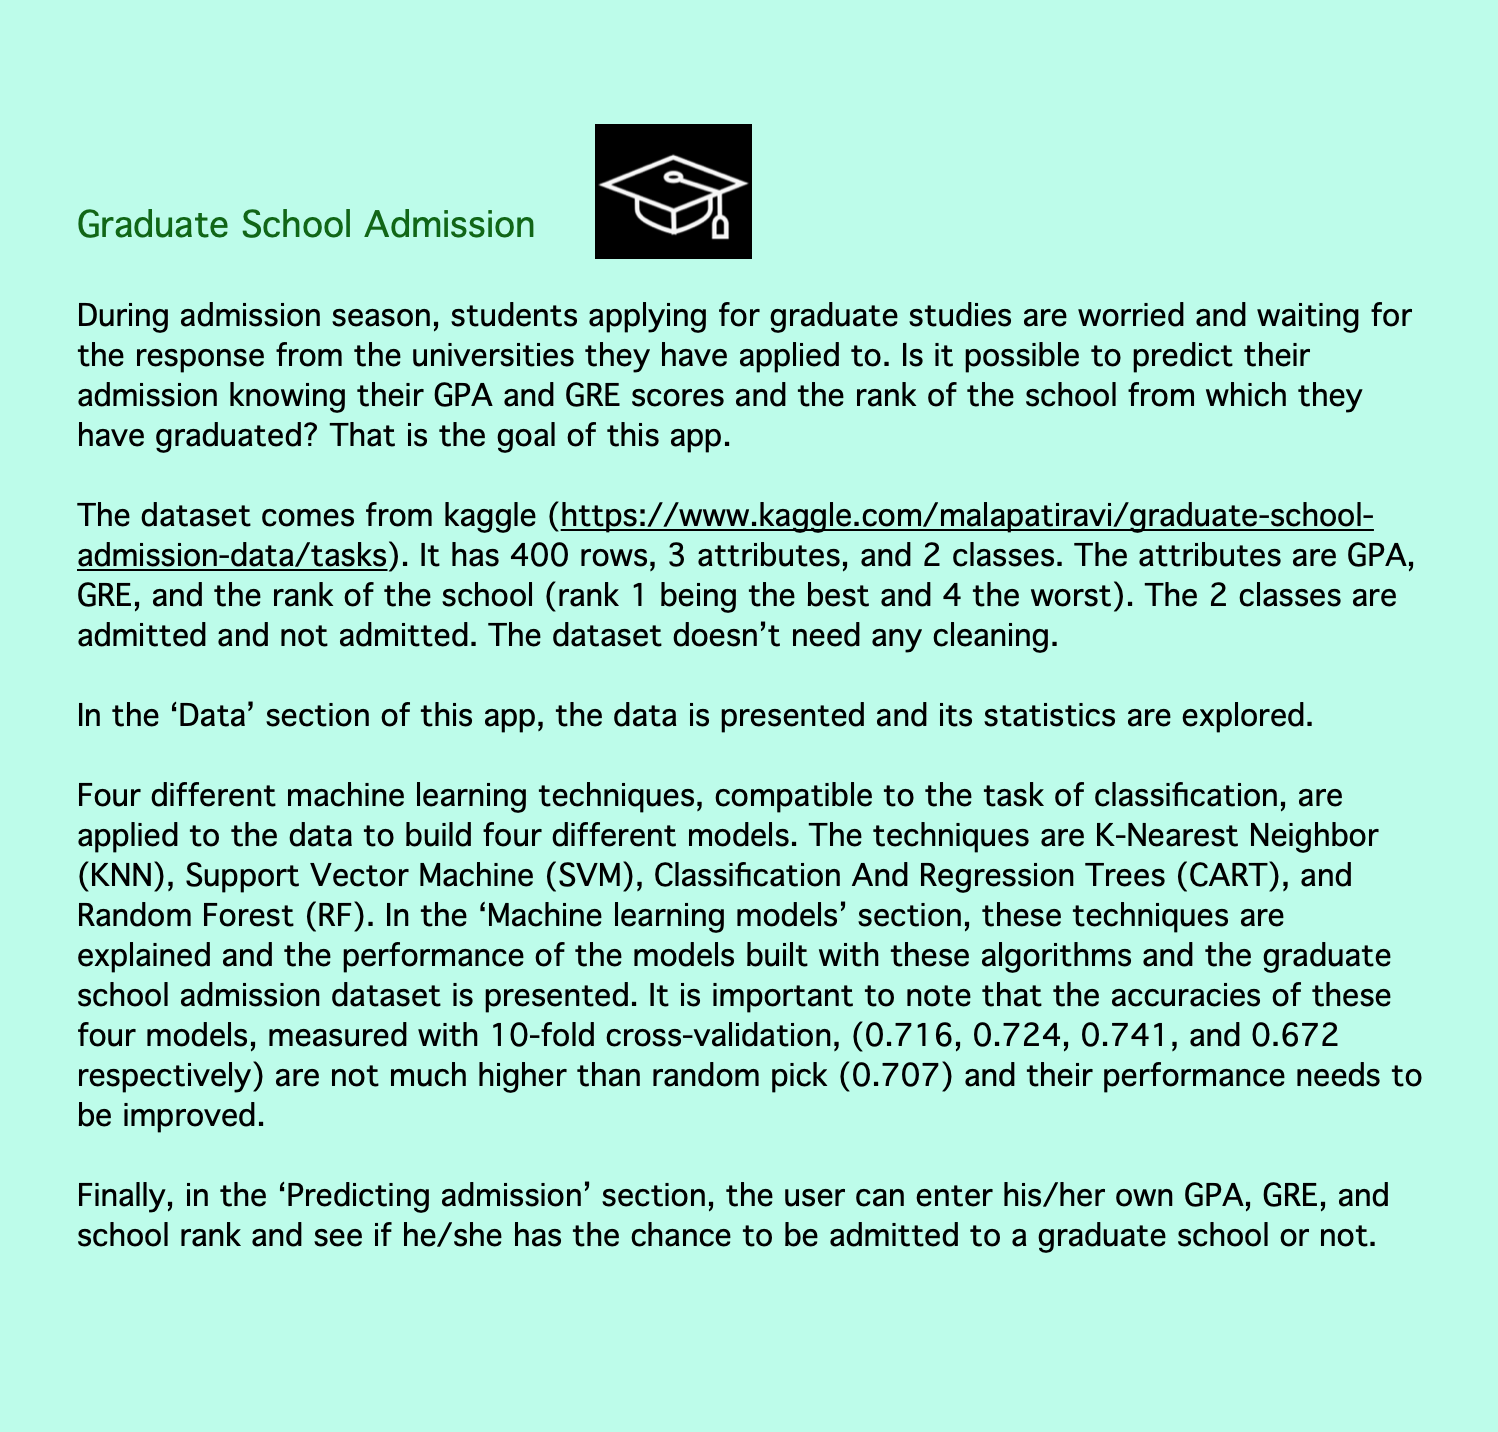 Graduate School Admission
During admission season, students applying for graduate studies are worried and waiting for
the response from the universities they have applied to. Is it possible to predict their
admission knowing their GPA and GRE scores and the rank of the school from which they
have graduated? That is the goal of this app.
The dataset comes from kaggle (https://www.kaggle.com/malapatiravi/graduate-school-
admission-data/tasks). It has 400 rows, 3 attributes, and 2 classes. The attributes are GPA,
GRE, and the rank of the school (rank 1 being the best and 4 the worst). The 2 classes are
admitted and not admitted. The dataset doesn’t need any cleaning.
In the ‘Data’ section of this app, the data is presented and its statistics are explored.
Four different machine learning techniques, compatible to the task of classification, are
applied to the data to build four different models. The techniques are K-Nearest Neighbor
(KNN), Support Vector Machine (SVM), Classification And Regression Trees (CART), and
Random Forest (RF). In the ‘Machine learning models’ section, these techniques are
explained and the performance of the models built with these algorithms and the graduate
school admission dataset is presented. It is important to note that the accuracies of these
four models, measured with 10-fold cross-validation, (0.716, 0.724, 0.741, and 0.672
respectively) are not much higher than random pick (0.707) and their performance needs to
be improved.
Finally, in the ‘Predicting admission’ section, the user can enter his/her own GPA, GRE, and
school rank and see if he/she has the chance to be admitted to a graduate school or not.